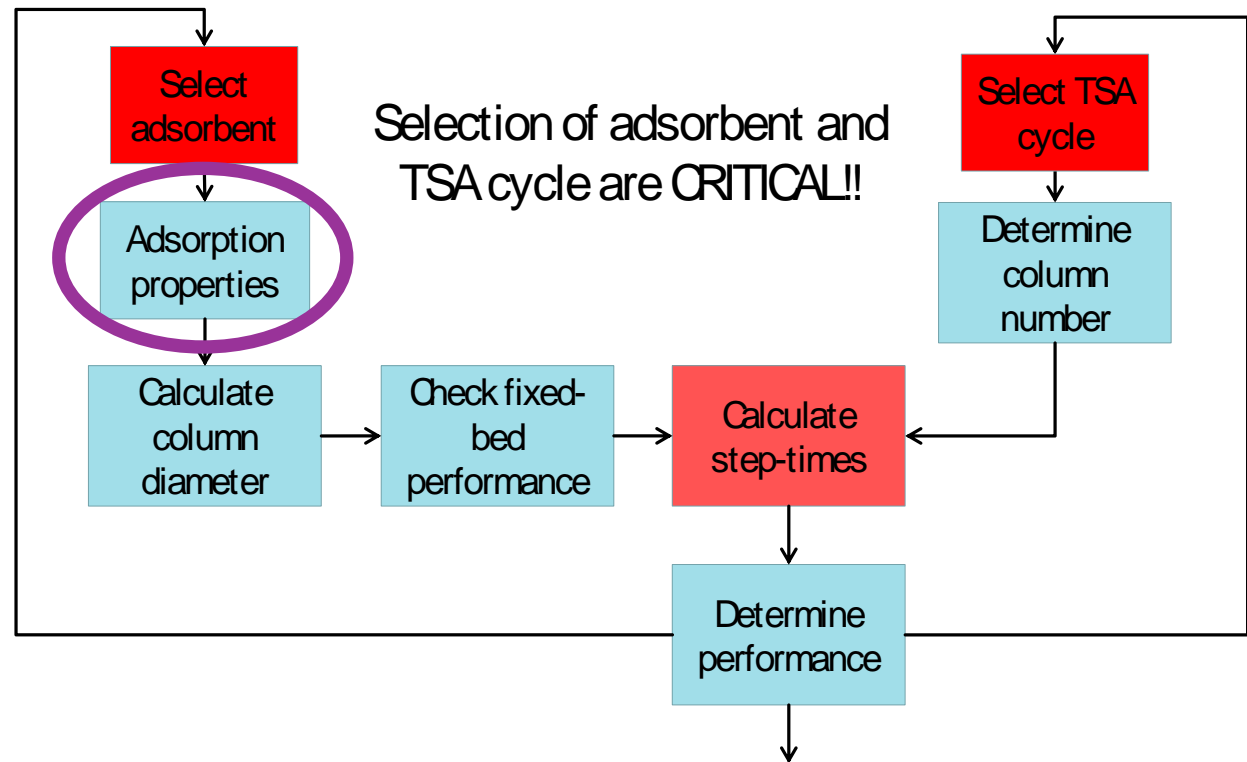 Select
adsorbent
Selection of adsorbent and
TSA cycle are CRITICAL!!
Select TSA
cycle
Adsorption
properties
Determine
column
number
Calculate
column
diameter
Check fixed-
bed
performance
Calculate
step-times
Determine
performance